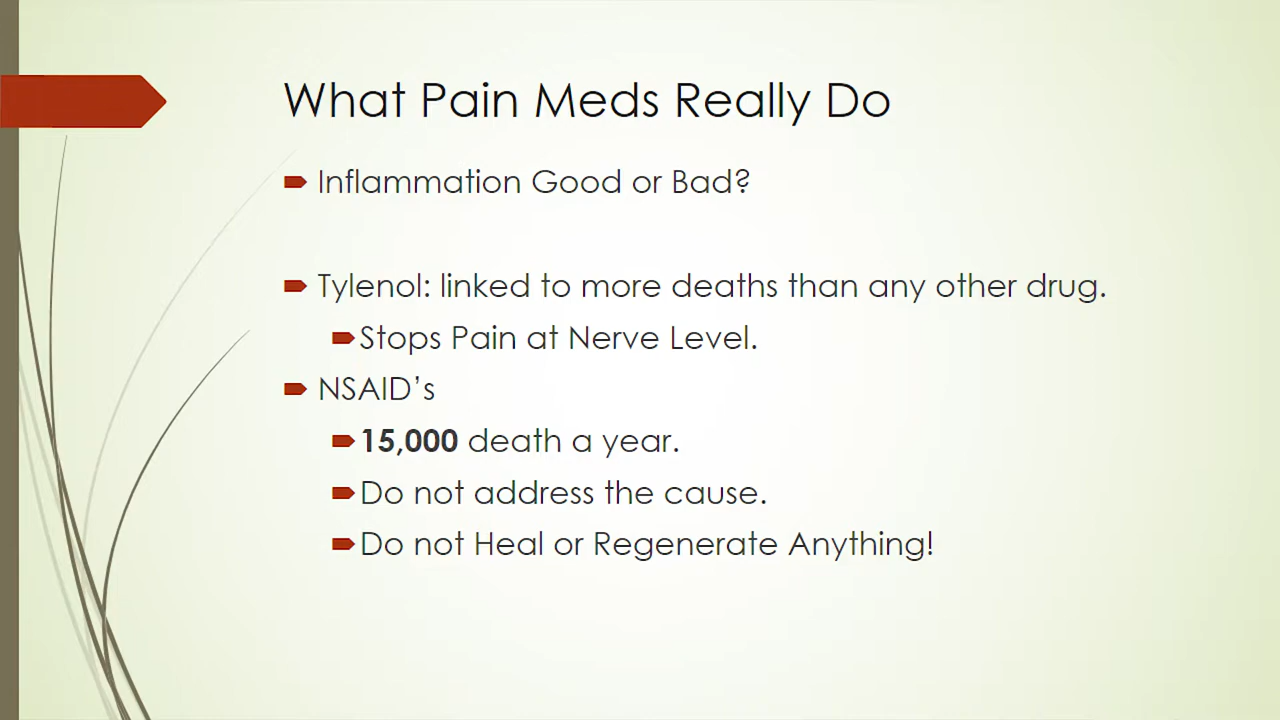 What Pain Meds Really Do
Inflammation Good or Bad?
Tylenol: linked to more deaths than any other drug.
Stops Pain at Nerve Level.
NSAID’s
15,000 death a year.
Do not address the cause.
Do not Heal or Regenerate Anything!